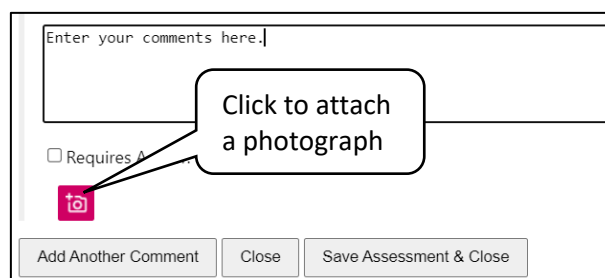 Enter your comments here.
Click to attach
a photograph
Requires
Add Another Comment
Close
Save Assessment & Close